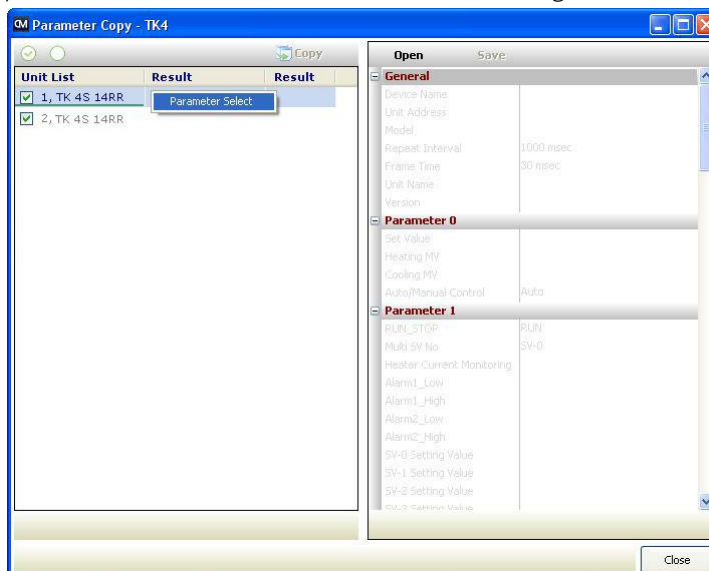 Parameter Copy - TK4
Copy
Unit List Result Result
1, TK 4S 14RR
Parameter Select
2, TK 4S 14RR
Open Save
General
Device Name
Unit Address
Model
Repeat Interval 1000 msec
Frame Time 30 msec
Unit Name
Version
Parameter 0
Set Value
Heating MV
Cooling MV
Auto/Manual Control Auto
Parameter 1
RUN_STOP RUN
Multi SV No SV-0
Heater Current Monitoring
Alarm1_Low
Alarm1_High
Alarm2_Low
Alarm2_High
SV-0 Setting Value
SV-1 Setting Value
SV-2 Setting Value
SV-3 Setting Value
Close